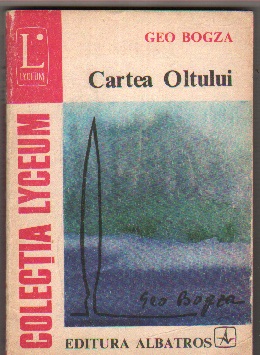 L
LYCEUM
GEO BOGZA
Cartea Oltului
COLECȚIA LYCEUM
Geo Bogza
EDITURA ALBATROS